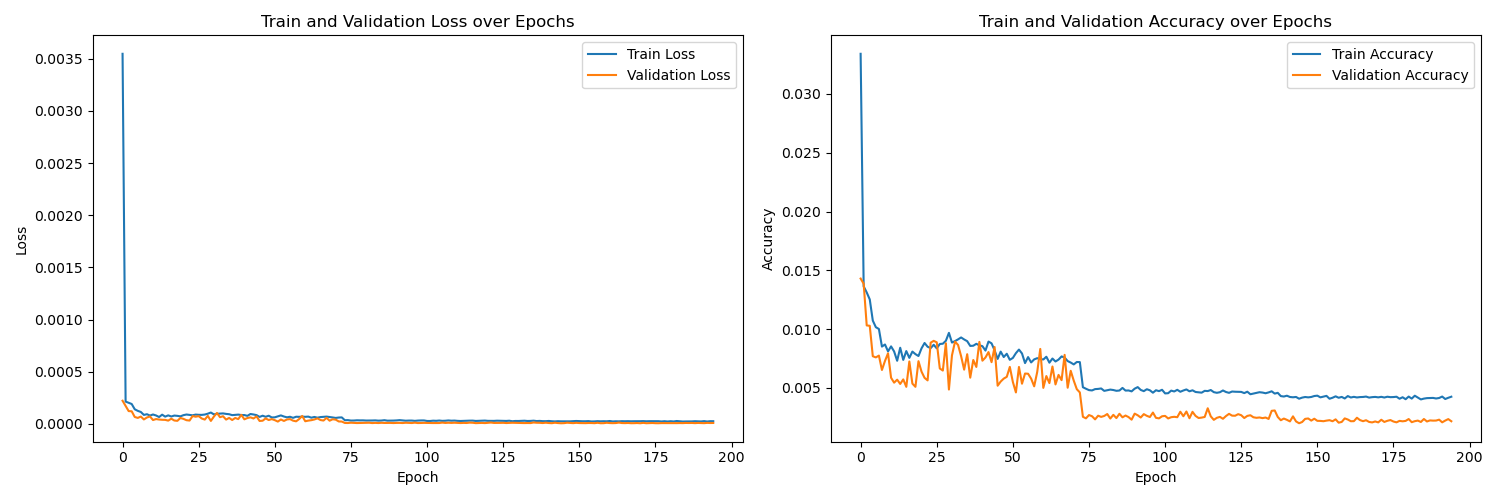 Train and Validation Loss over Epochs
Train Loss
Validation Loss
0.0035
0.0030
0.0025
0.0020
0.0015
0.0010
0.0005
0.0000
Loss
0 25 50 75 100 125 150 175 200
Epoch
Train and Validation Accuracy over Epochs
Train Accuracy
Validation Accuracy
0.030
0.025
0.020
0.015
0.010
0.005
Accuracy
0 25 50 75 100 125 150 175 200
Epoch